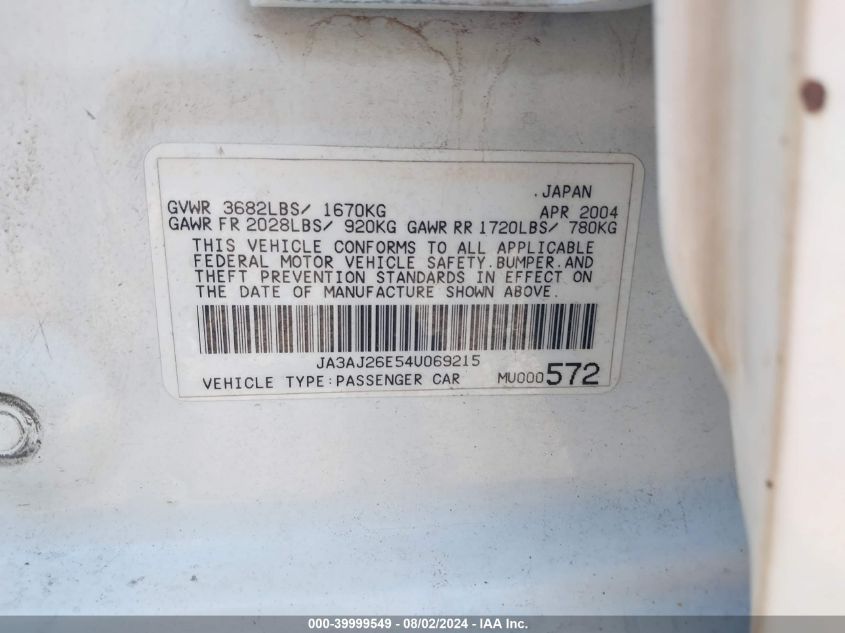 .JAPAN
GVWR 3682LBS/ 1670KG APR 2004
GAWR FR 2028LBS/ 920KG GAWR RR 1720LBS/ 780KG
THIS VEHICLE CONFORMS TO ALL APPLICABLE
FEDERAL MOTOR VEHICLE SAFETY.BUMPER.AND
THEFT PREVENTION STANDARDS IN EFFECT ON
THE DATE OF MANUFACTURE SHOWN ABOVE.
JA3AJ26E54U069215
VEHICLE TYPE:PASSENGER CAR MU000572
000-39999549 - 08/02/2024 - IAA Inc.